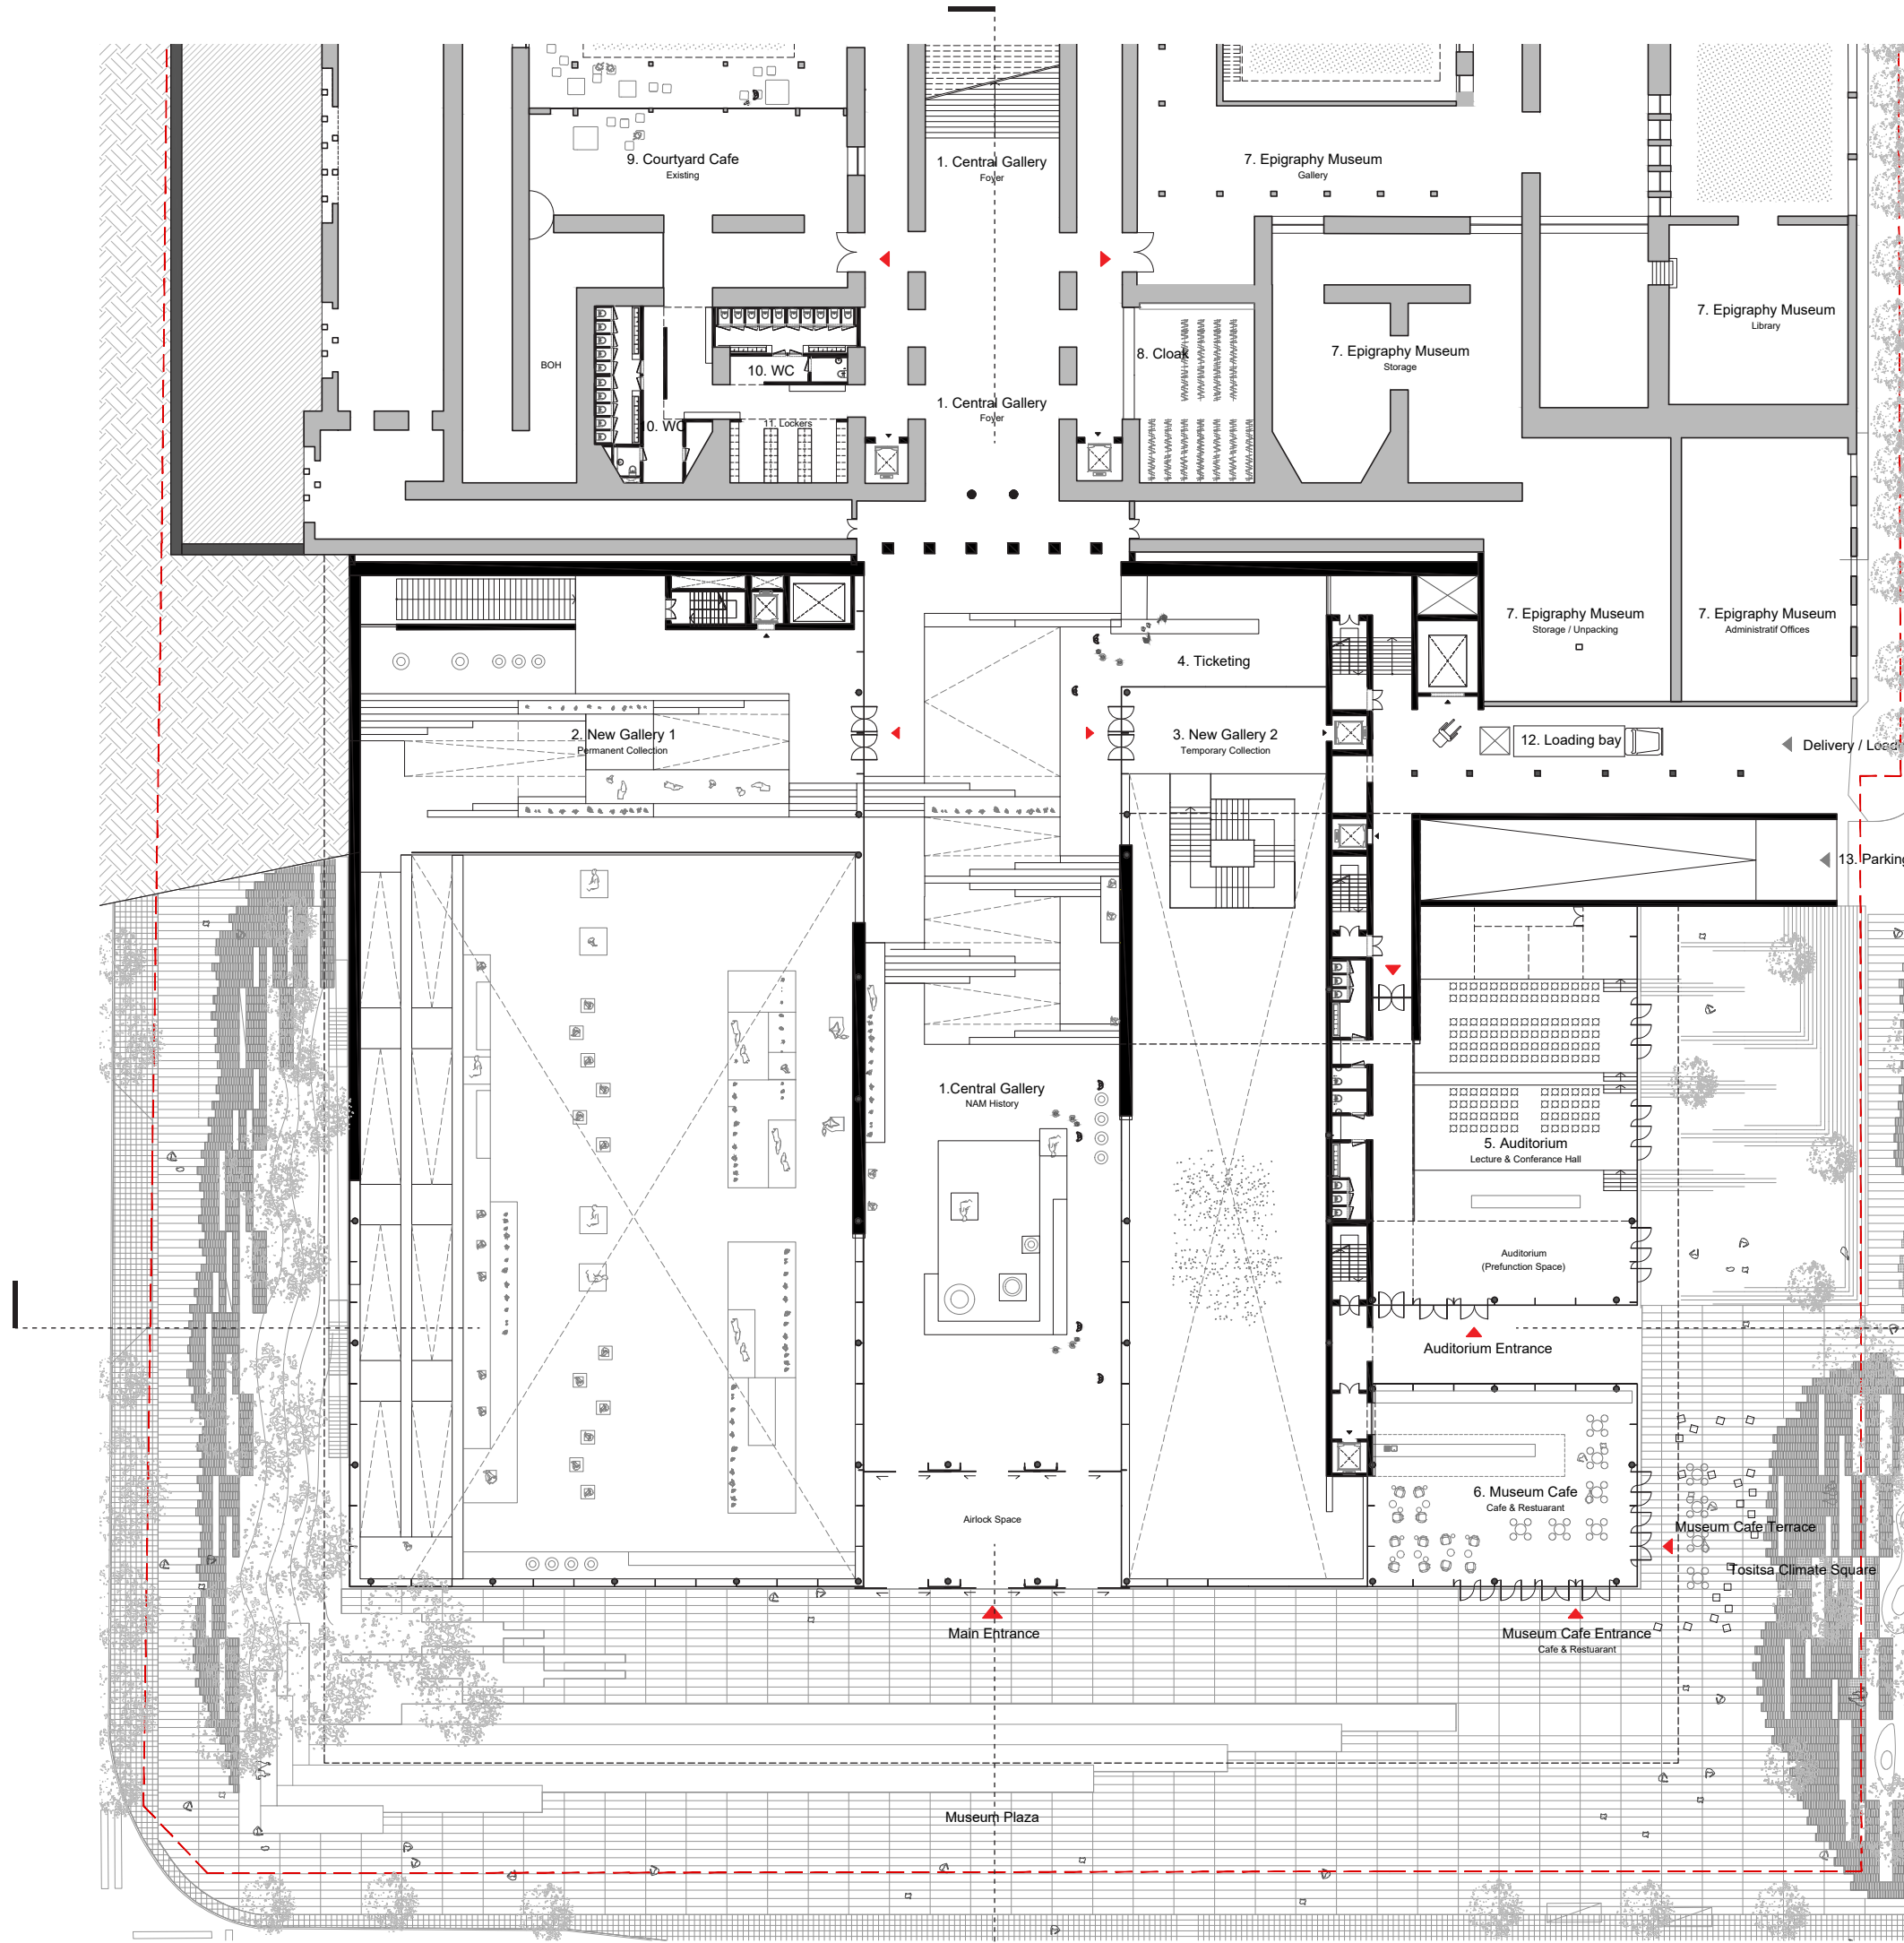 9. Courtyard Cafe
Existing
1. Central Gallery
Foyer
7. Epigraphy Museum
Gallery
7. Epigraphy Museum
Library
BOH
10. WC
8. Cloak
7. Epigraphy Museum
Storage
1. Central Gallery
Foyer
10. WC
11. Lockers
7. Epigraphy Museum
Storage / Unpacking
7. Epigraphy Museum
Administratif Offices
4. Ticketing
2. New Gallery 1
Permanent Collection
3. New Gallery 2
Temporary Collection
12. Loading bay
Delivery / Load
13. Parking
1.Central Gallery
NAM History
5. Auditorium
Lecture & Conferance Hall
Auditorium
(Prefunction Space)
Auditorium Entrance
6. Museum Cafe
Cafe & Restuarant
Airlock Space
Museum Cafe Terrace
Tositsa Climate Square
Main Entrance
Museum Cafe Entrance
Cafe & Restuarant
Museum Plaza